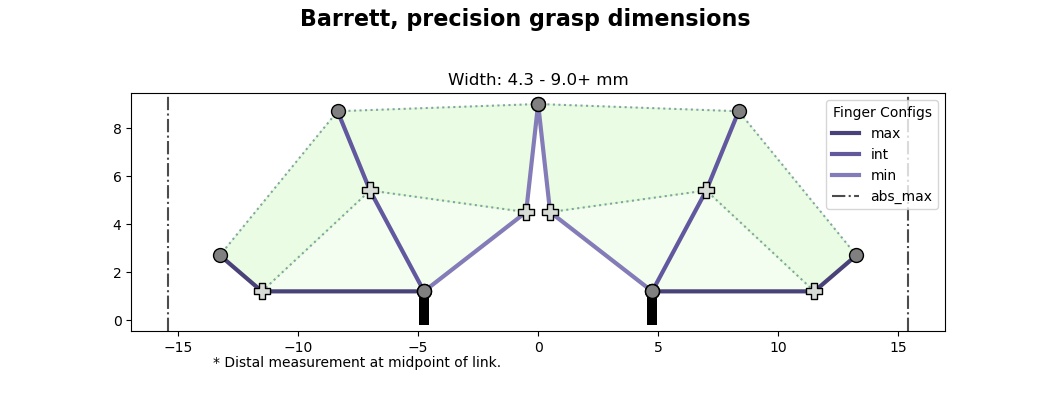 Barrett, precision grasp dimensions
Width: 4.3 - 9.0+ mm
Finger Configs
max
int
min
abs_max
8
6
4
2
0
−15
−10
−5
0
5
10
15
* Distal measurement at midpoint of link.